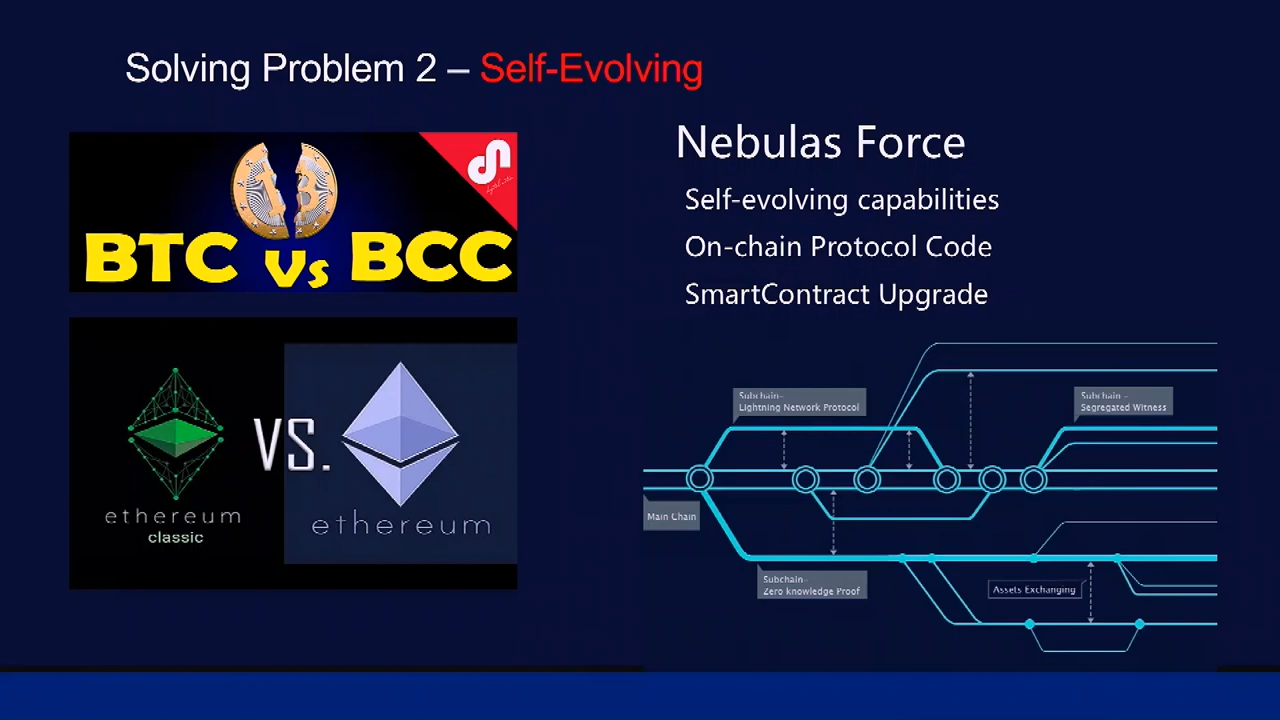 Solving Problem 2 – Self-Evolving
BTC Vs BCC
ethereum
classic
VS.
ethereum
Nebulas Force
Self-evolving capabilities
On-chain Protocol Code
SmartContract Upgrade
Subchain-
Lightning Network Protocol
Subchain -
Segregated Witness
Main Chain
Subchain-
Zero knowledge Proof
Assets Exchanging